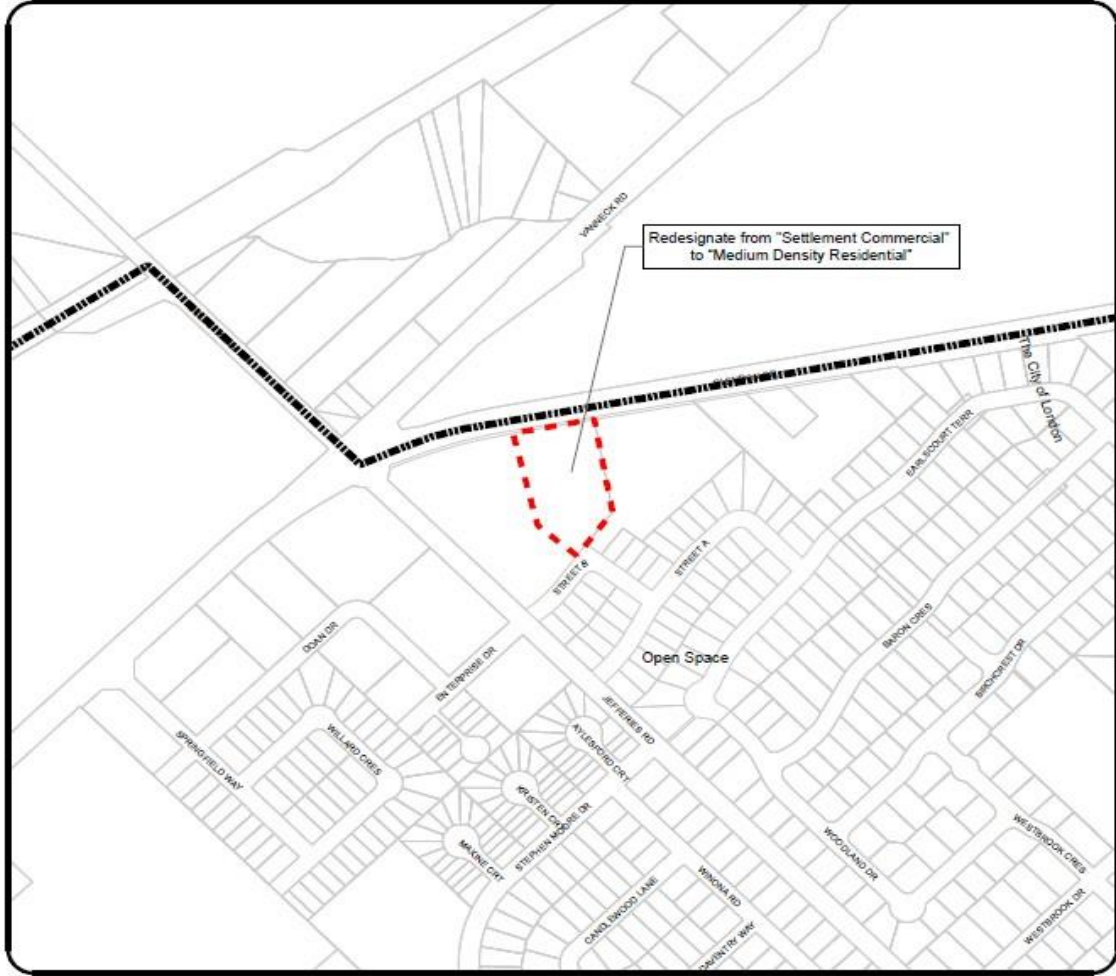 VANNECK RD
Redesignate from "Settlement Commercial"
to "Medium Density Residential"
The City of London
EARLSCOURT TERR
STREET A
STREET B
DOAN DR
ENTERPRISE DR
Open Space
BARON CRES
BIRCHCREST DR
JEFFERIES RD
AYLESFORD CRT
WILLARD CRES
SPRINGFIELD WAY
KRISTEN CRT
STEPHEN MOORE DR
MAXINE CRT
WOODLAND DR
WESTBROOK CRES
WINONA RD
CANDLEWOOD LANE
DAVENTRY WAY
WESTBROOK DR